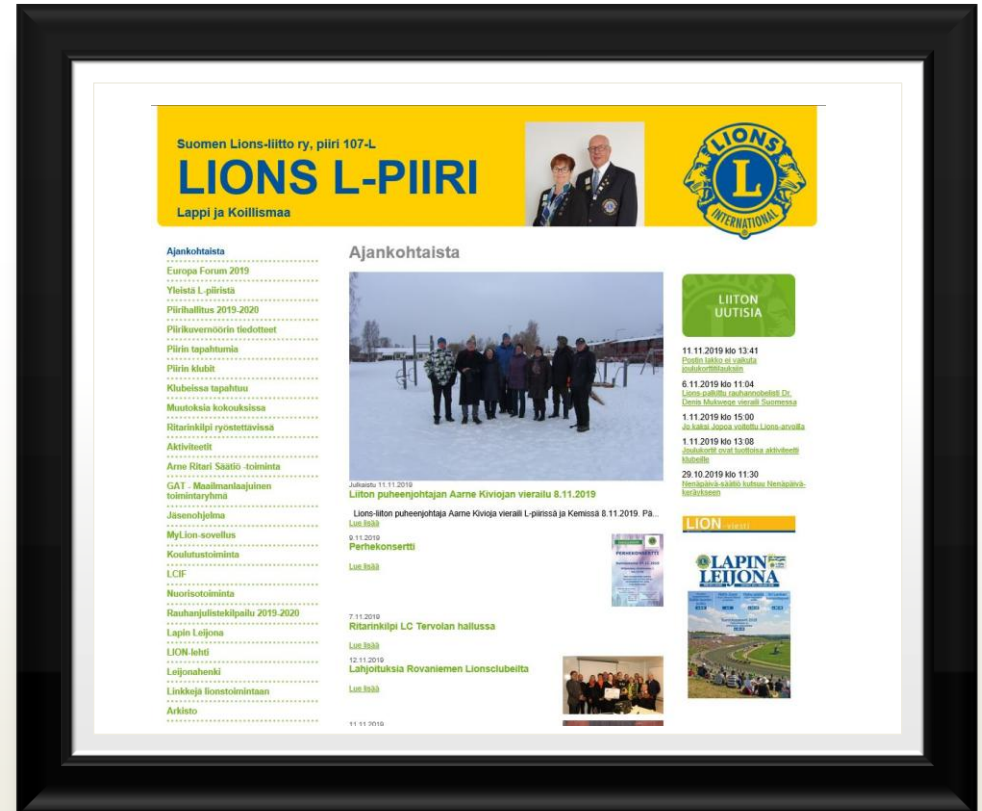 Suomen Lions-liitto ry, piiri 107-L
LIONS L-PIIRI
Lappi ja Koillismaa
LIONS
L
INTERNATIONAL
Ajankohtaista
Europa Forum 2019
Yleistä L-piiristä
Piirihallitus 2019-2020
Piirikuvernöörin tiedotteet
Piirin tapahtumia
Piirin klubit
Klubeissa tapahtuu
Muutoksia kokouksissa
Ritarinkilpi ryöstettävissä
Aktiviteetit
Arne Ritari Säätiö -toiminta
GAT - Maailmanlaajuinen
toimintaryhmä
Jäsenohjelma
MyLion-sovellus
Koulutustoiminta
LCIF
Nuorisotoiminta
Rauhanjulistekilpailu 2019-2020
Lapin Leijona
LION-lehti
Leijonahenki
Linkkejä lionstoimintaan
Arkisto
Ajankohtaista
Julkaistu 11.11.2019
Liiton puheenjohtajan Aarne Kiviojan vierailu 8.11.2019
Lions-liiton puheenjohtaja Aarne Kivioja vieraili L-piirissä ja Kemissä 8.11.2019. Pä...
Lue lisää
9.11.2019
Perhekonsertti
Lue lisää
PERHEKONSERTTI
7.11.2019
Ritarinkilpi LC Tervolan hallussa
Lue lisää
12.11.2019
Lahjoituksia Rovaniemen Lionsclubeilta
Lue lisää
11.11.2019
LIITON
UUTISIA
11.11.2019 klo 13:41
Postin lakko ei vaikuta
joulukorttitilauksiin
6.11.2019 klo 11:04
Lions-palkittu rauhannobelisti Dr.
Denis Mukwege vieraili Suomessa
1.11.2019 klo 15:00
Jo kaksi Jopoa voitettu Lions-arvoilla
1.11.2019 klo 13:08
Joulukortit ovat tuottoisa aktiviteetti
klubeille
29.10.2019 klo 11:30
Nenäpäivä-säätiö kutsuu Nenäpäivä-
keräykseen
LION-viesti
LAPIN
LEIJONA